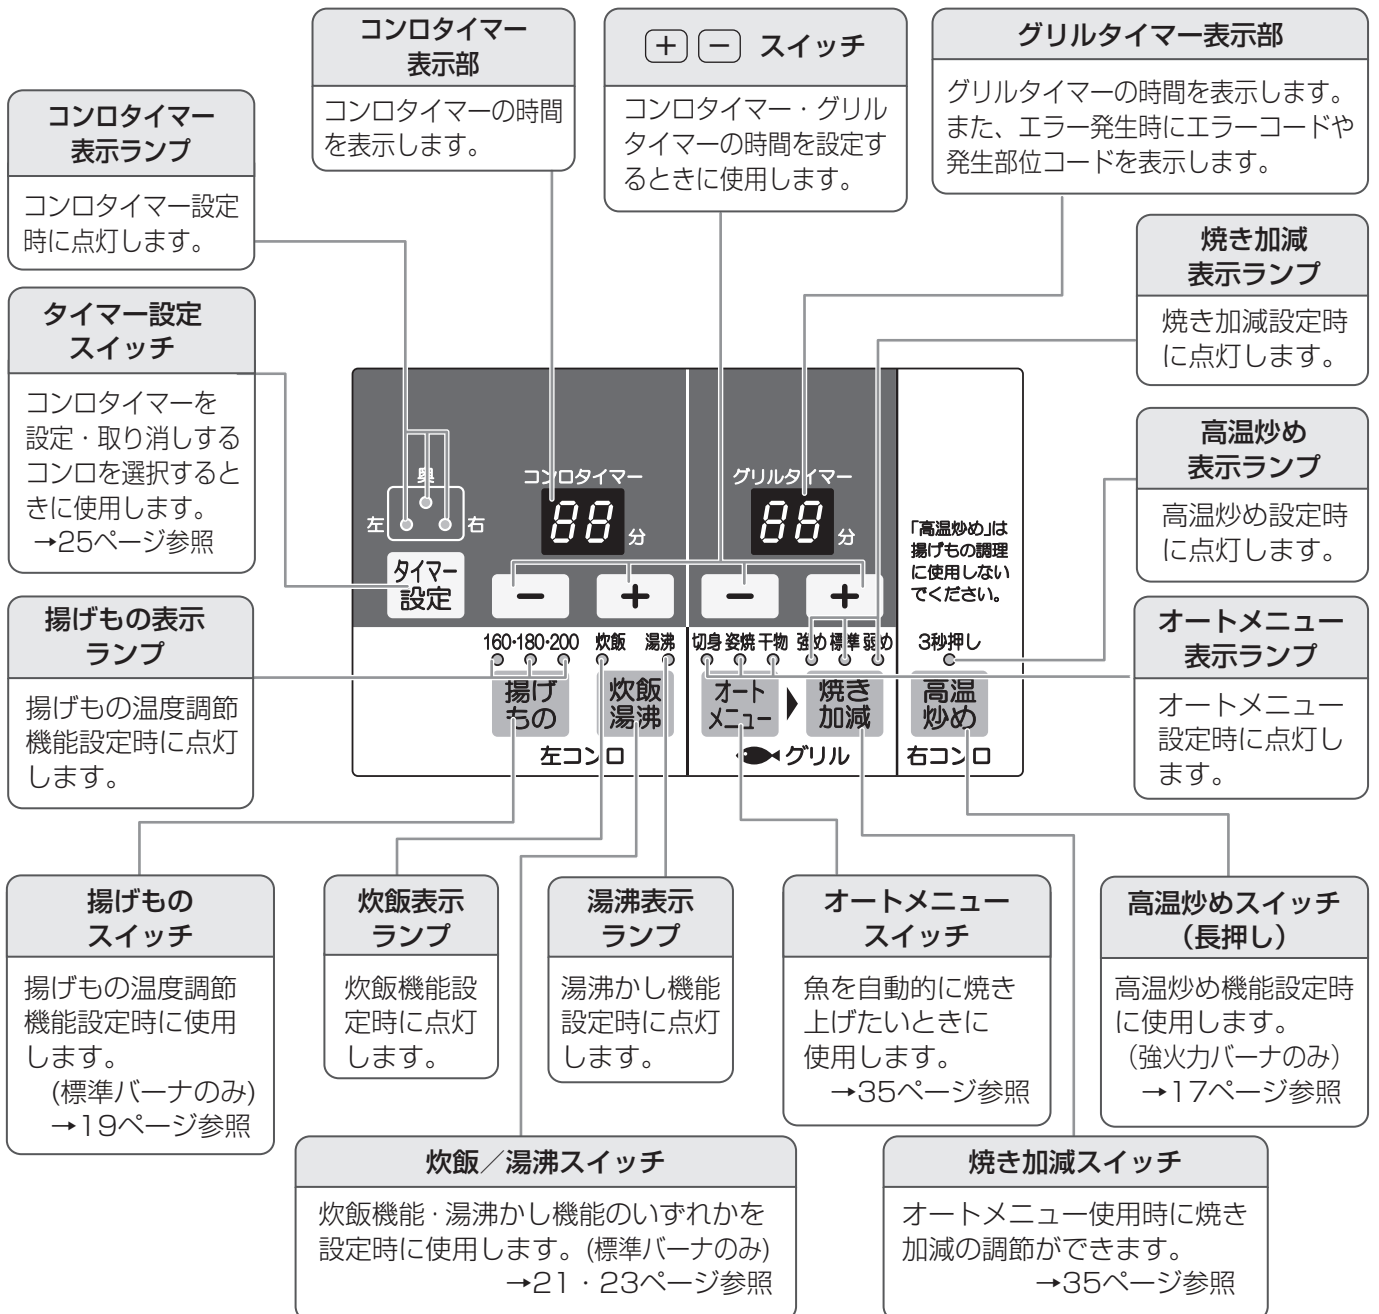 コンロタイマー
表示部
コンロタイマーの時間
を表示します。
+ − スイッチ
コンロタイマー・グリル
タイマーの時間を設定す
るときに使用します。
グリルタイマー表示部
グリルタイマーの時間を表示します。
また、エラー発生時にエラーコードや
発生部位コードを表示します。
コンロタイマー
表示ランプ
コンロタイマー設定
時に点灯します。
タイマー設定
スイッチ
コンロタイマーを
設定・取り消しする
コンロを選択すると
きに使用します。
→25ページ参照
揚げもの表示
ランプ
揚げもの温度調節
機能設定時に点灯
します。
焼き加減
表示ランプ
焼き加減設定時
に点灯します。
高温炒め
表示ランプ
高温炒め設定時
に点灯します。
オートメニュー
表示ランプ
オートメニュー
設定時に点灯し
ます。
奥
左 右
タイマー
設定
コンロタイマー
88 分
− +
グリルタイマー
88 分
− +
「高温炒め」は
揚げもの調理
に使用しない
でください。
160・180・200 炊飯 湯沸
揚げ
もの
炊飯
湯沸
左コンロ
切身 姿焼 干物 強め 標準 弱め
オート
メニュー
焼き
加減
グリル
3秒押し
高温
炒め
右コンロ
揚げもの
スイッチ
揚げもの温度調節
機能設定時に使用
します。
(標準バーナのみ)
→19ページ参照
炊飯表示
ランプ
炊飯機能設
定時に点灯
します。
湯沸表示
ランプ
湯沸かし機能
設定時に点灯
します。
オートメニュー
スイッチ
魚を自動的に焼き
上げたいときに
使用します。
→35ページ参照
高温炒めスイッチ
（長押し）
高温炒め機能設定時
に使用します。
（強火力バーナのみ）
→17ページ参照
炊飯／湯沸スイッチ
炊飯機能・湯沸かし機能のいずれかを
設定時に使用します。(標準バーナのみ)
→21・23ページ参照
焼き加減スイッチ
オートメニュー使用時に焼き
加減の調節ができます。
→35ページ参照